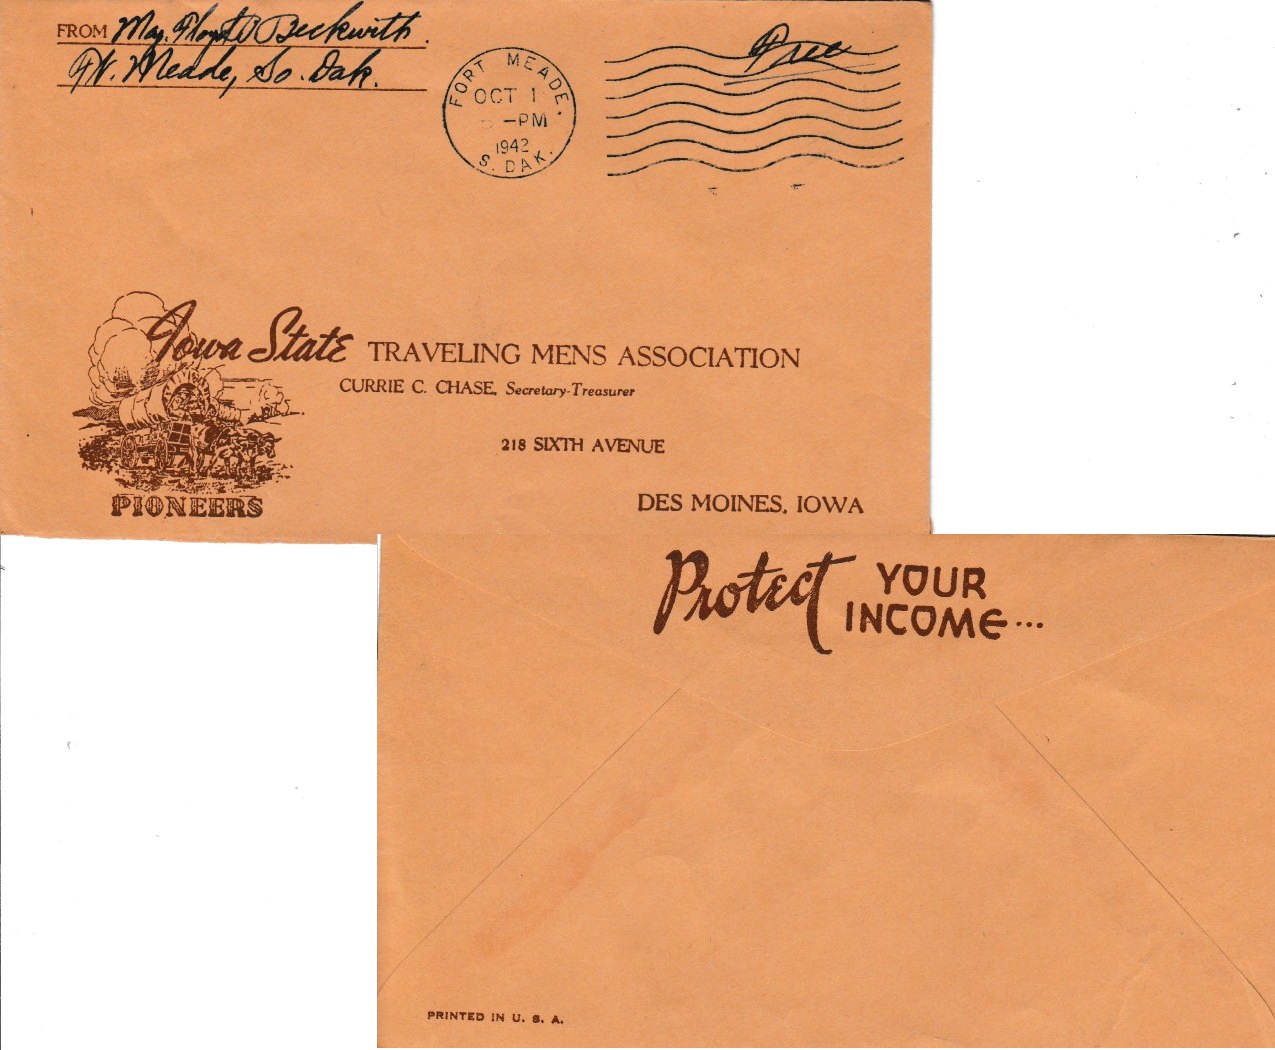 FROM Maj. Floyd O Beckwith
Ft. Meade, So. Dak.
FORT MEADE,
OCT 1
-PM
1942
S. DAK.
Free
Iowa State TRAVELING MENS ASSOCIATION
CURRIE C. CHASE, Secretary-Treasurer
218 SIXTH AVENUE
DES MOINES, IOWA
PIONEERS
Protect YOUR
INCOME...
PRINTED IN U. S. A.